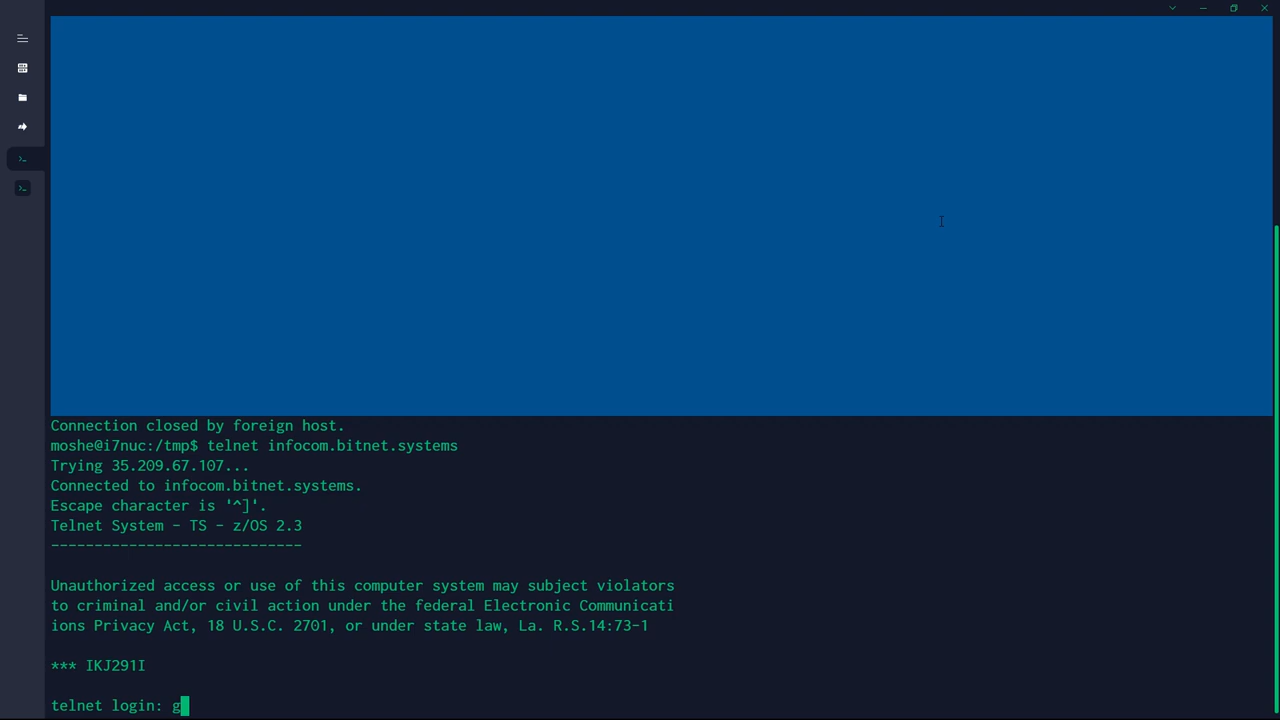 Connection closed by foreign host.
moshe@i7nuc:/tmp$ telnet infocom.bitnet.systems
Trying 35.209.67.107...
Connected to infocom.bitnet.systems.
Escape character is '^]'.
Telnet System - TS - z/OS 2.3
-----------------------------
Unauthorized access or use of this computer system may subject violators
to criminal and/or civil action under the federal Electronic Communicati
ions Privacy Act, 18 U.S.C. 2701, or under state law, La. R.S.14:73-1
*** IKJ291I
telnet login: g